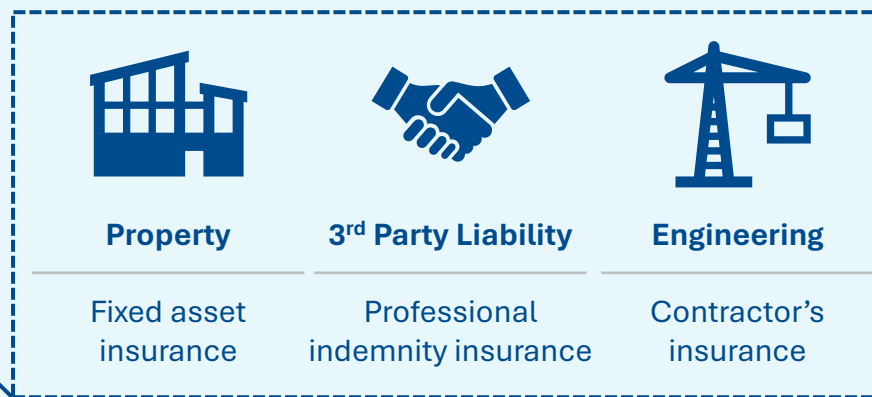 Property
Fixed asset
insurance
3rd Party Liability
Professional
indemnity insurance
Engineering
Contractor’s
insurance